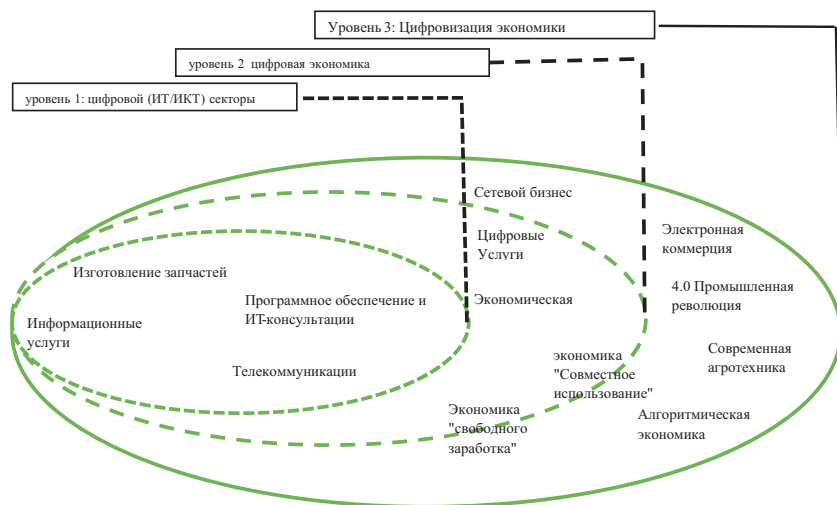 Уровень 3: Цифровизация экономики
уровень 2 цифровая экономика
уровень 1: цифровой (ИТ/ИКТ) секторы
Сетевой бизнес
Цифровые
Услуги
Электронная
коммерция
Изготовление запчастей
4.0 Промышленная
революция
Программное обеспечение и
ИТ-консультации
Экономическая
Информационные
услуги
Современная
агротехника
экономика
"Совместное
использование"
Телекоммуникации
Экономика
"свободного
заработка"
Алгоритмическая
экономика